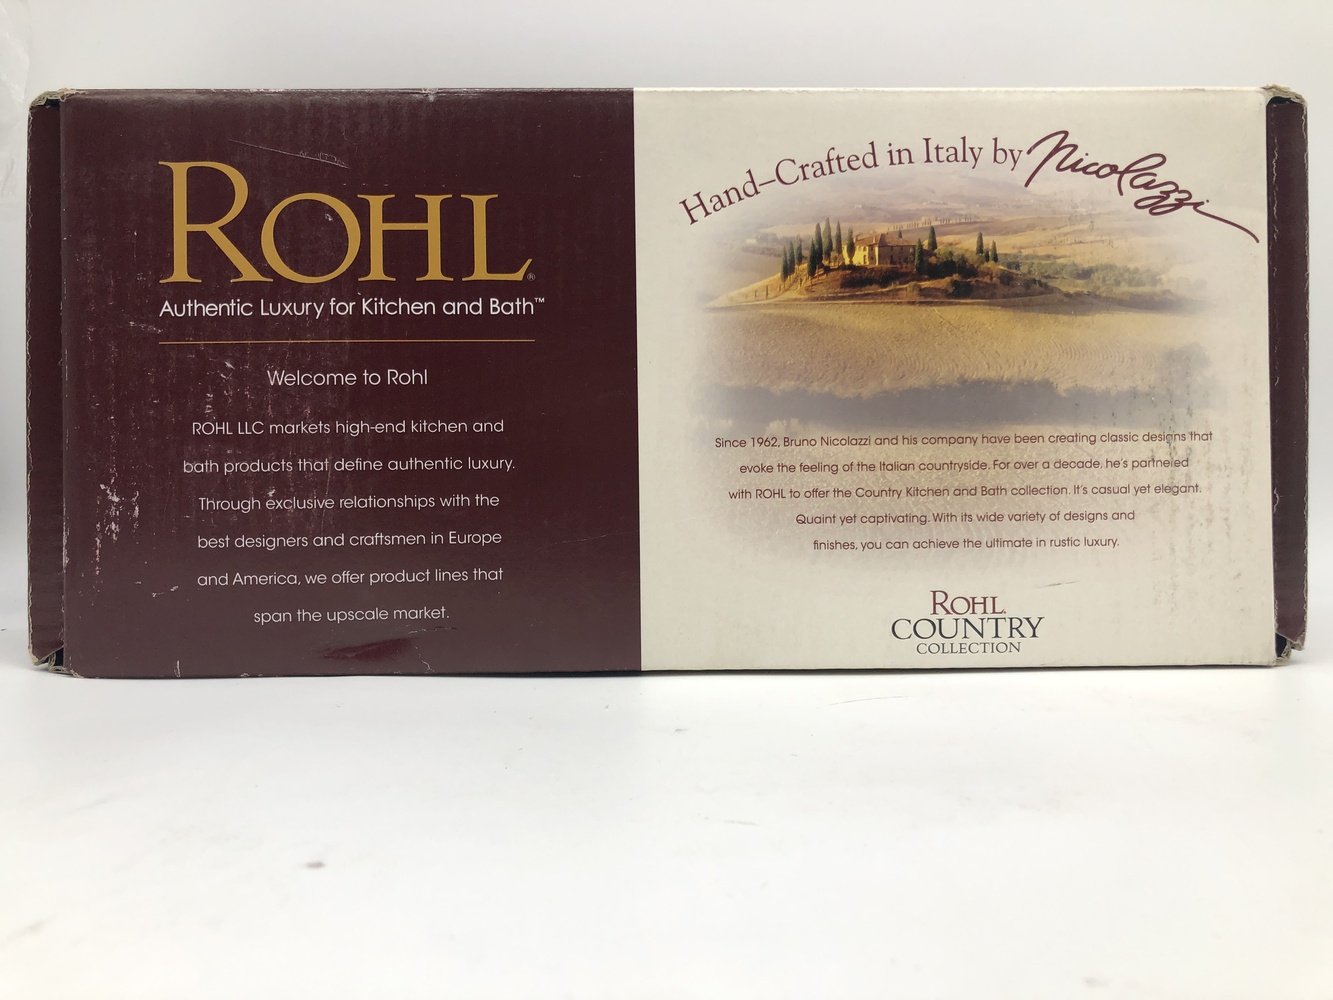 ROHL®
Authentic Luxury for Kitchen and Bath™
Welcome to Rohl
ROHL LLC markets high-end kitchen and
bath products that define authentic luxury.
Through exclusive relationships with the
best designers and craftsmen in Europe
and America, we offer product lines that
span the upscale market.
Hand-Crafted in Italy by Nicolazzi
Since 1962, Bruno Nicolazzi and his company have been creating classic designs that
evoke the feeling of the Italian countryside. For over a decade, he's partnered
with ROHL to offer the Country Kitchen and Bath collection. It's casual yet elegant.
Quaint yet captivating. With its wide variety of designs and
finishes, you can achieve the ultimate in rustic luxury.
ROHL
COUNTRY
COLLECTION